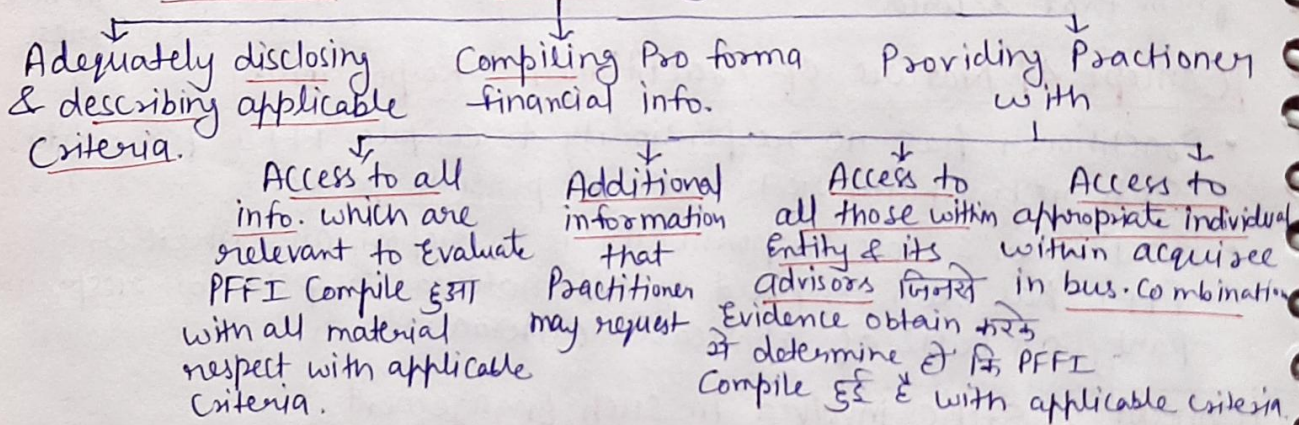 Adequately disclosing
& describing applicable
Criteria.
Compiling Pro forma
financial info.
Providing Practioner
with
Access to all
info. which are
relevant to Evaluate
PFFI Compile हुआ
with all material
respect with applicable
Criteria.
Additional
information
that
Practitioner
may request
Access to
all those within
Entity & its
advisors जिनसे
Evidence obtain करके
ये determine हो कि PFFI
Compile हुई है with applicable criteria.
Access to
appropriate individual
within acquiree
in bus. combination